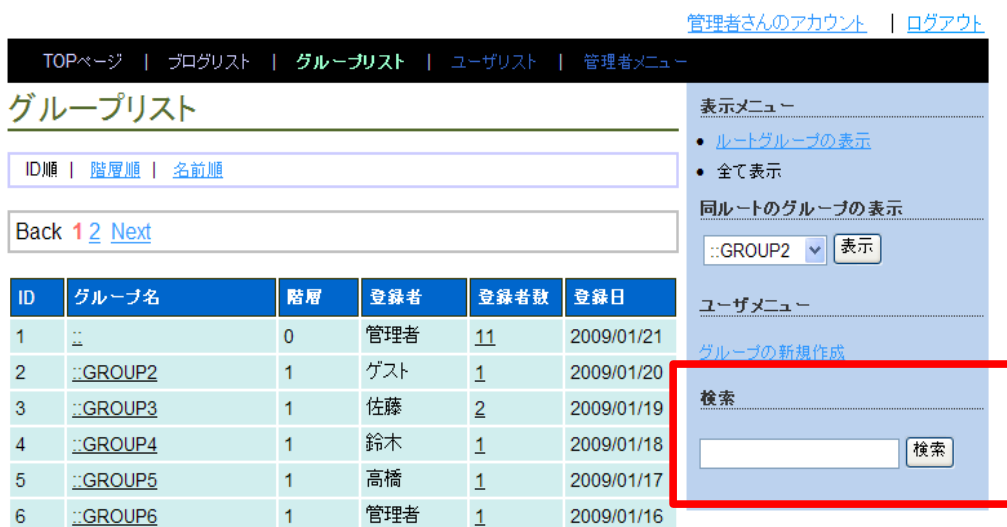 管理者さんのアカウント | ログアウト
TOPページ | ブログリスト | グループリスト | ユーザリスト | 管理者メニュー
グループリスト
ID順 | 階層順 | 名前順
Back 1 2 Next
ID グループ名 階層 登録者 登録者数 登録日
1 :: 0 管理者 11 2009/01/21
2 ::GROUP2 1 ゲスト 1 2009/01/20
3 ::GROUP3 1 佐藤 2 2009/01/19
4 ::GROUP4 1 鈴木 1 2009/01/18
5 ::GROUP5 1 高橋 1 2009/01/17
6 ::GROUP6 1 管理者 1 2009/01/16
表示メニュー
• ルートグループの表示
• 全て表示
同ルートのグループの表示
::GROUP2 表示
ユーザメニュー
グループの新規作成
検索
検索